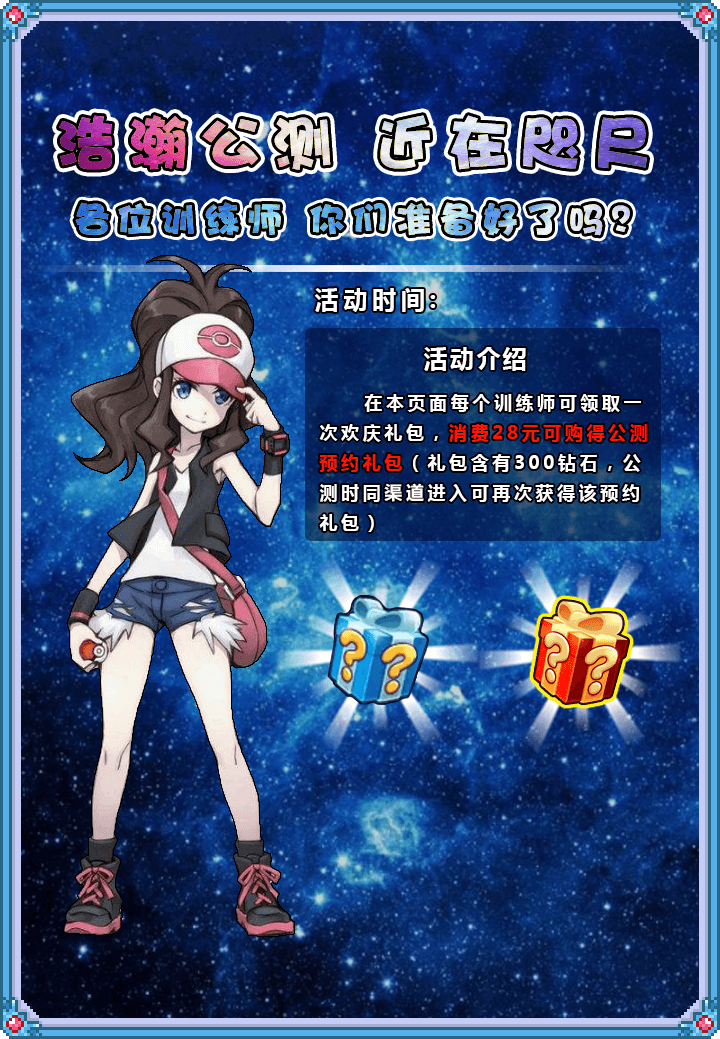 浩瀚公测 近在咫尺
各位训练师 你们准备好了吗？
活动时间：
活动介绍
在本页面每个训练师可领取一
次欢庆礼包，消费28元可购得公测
预约礼包（礼包含有300钻石，公
测时同渠道进入可再次获得该预约
礼包）
? ?
? ?